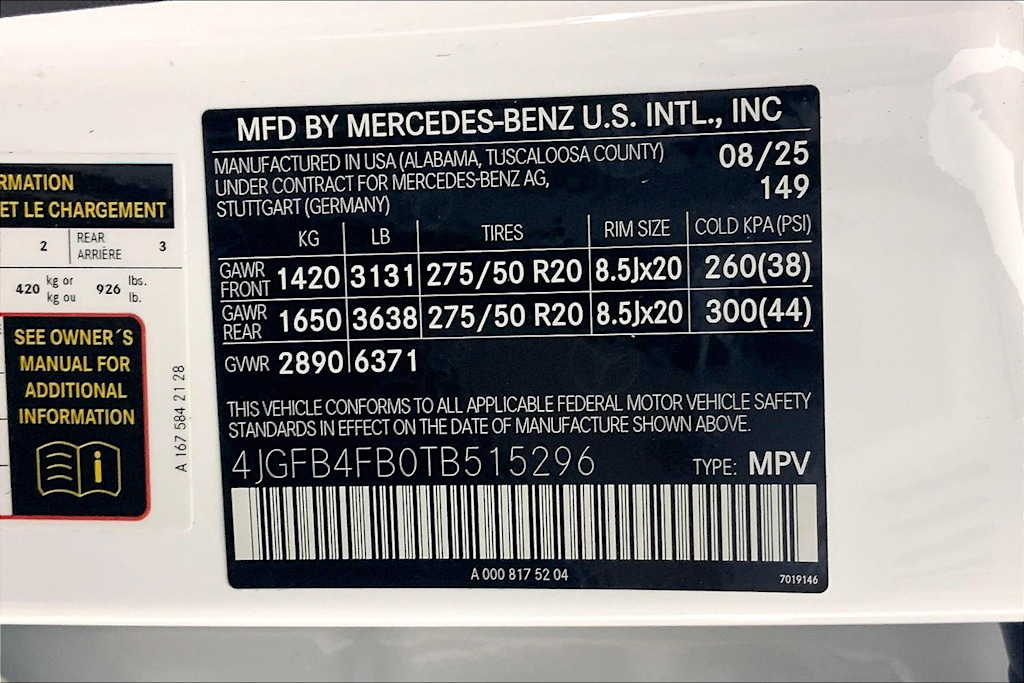 RMATION
ET LE CHARGEMENT
2 REAR ARRIÈRE 3
420 kg or kg ou 926 lbs. lb.
SEE OWNER´S
MANUAL FOR
ADDITIONAL
INFORMATION
i
A 167 584 21 28
MFD BY MERCEDES-BENZ U.S. INTL., INC
MANUFACTURED IN USA (ALABAMA, TUSCALOOSA COUNTY) 08/25
UNDER CONTRACT FOR MERCEDES-BENZ AG, 149
STUTTGART (GERMANY)
KG LB TIRES RIM SIZE COLD KPA (PSI)
GAWR FRONT 1420 3131 275/50 R20 8.5Jx20 260(38)
GAWR REAR 1650 3638 275/50 R20 8.5Jx20 300(44)
GVWR 2890 6371
THIS VEHICLE CONFORMS TO ALL APPLICABLE FEDERAL MOTOR VEHICLE SAFETY
STANDARDS IN EFFECT ON THE DATE OF MANUFACTURE SHOWN ABOVE.
4JGFB4FB0TB515296 TYPE: MPV
A 000 817 52 04 7019146